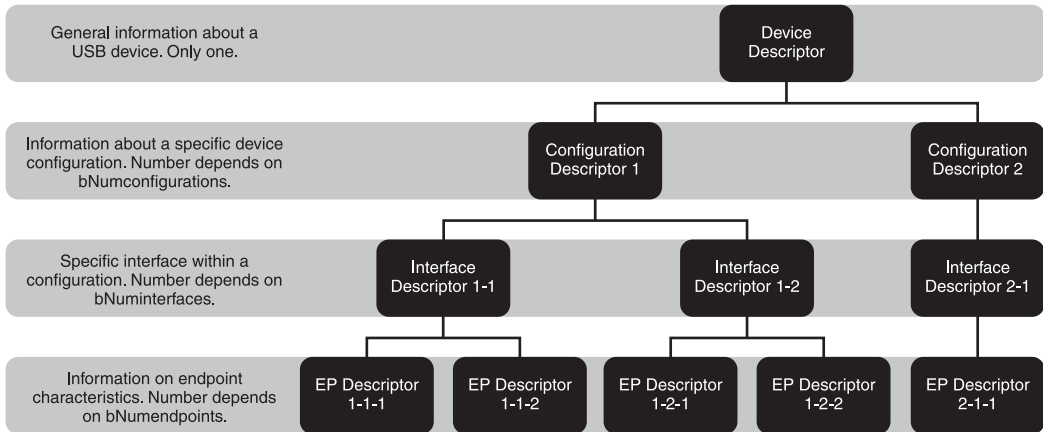 General information about a
USB device. Only one.
Device
Descriptor
Information about a specific device
configuration. Number depends on
bNumconfigurations.
Configuration
Descriptor 1
Configuration
Descriptor 2
Specific interface within a
configuration. Number depends on
bNuminterfaces.
Interface
Descriptor 1-1
Interface
Descriptor 1-2
Interface
Descriptor 2-1
Information on endpoint
characteristics. Number depends
on bNumendpoints.
EP Descriptor
1-1-1
EP Descriptor
1-1-2
EP Descriptor
1-2-1
EP Descriptor
1-2-2
EP Descriptor
2-1-1